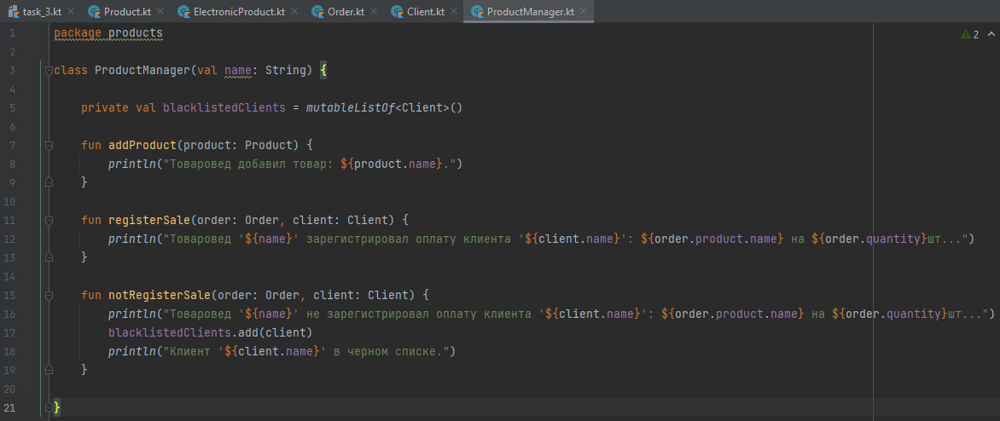 task_3.kt Product.kt ElectronicProduct.kt Order.kt Client.kt ProductManager.kt
1 package products
2
2
3 class ProductManager(val name: String) {
4
5 private val blacklistedClients = mutableListOf<Client>()
6
7 fun addProduct(product: Product) {
8 println("Товаровед добавил товар: ${product.name}.")
9 }
10
11 fun registerSale(order: Order, client: Client) {
12 println("Товаровед '${name}' зарегистрировал оплату клиента '${client.name}': ${order.product.name} на ${order.quantity}шт...")
13 }
14
15 fun notRegisterSale(order: Order, client: Client) {
16 println("Товаровед '${name}' не зарегистрировал оплату клиента '${client.name}': ${order.product.name} на ${order.quantity}шт...")
17 blacklistedClients.add(client)
18 println("Клиент '${client.name}' в черном списке.")
19 }
20
21 }